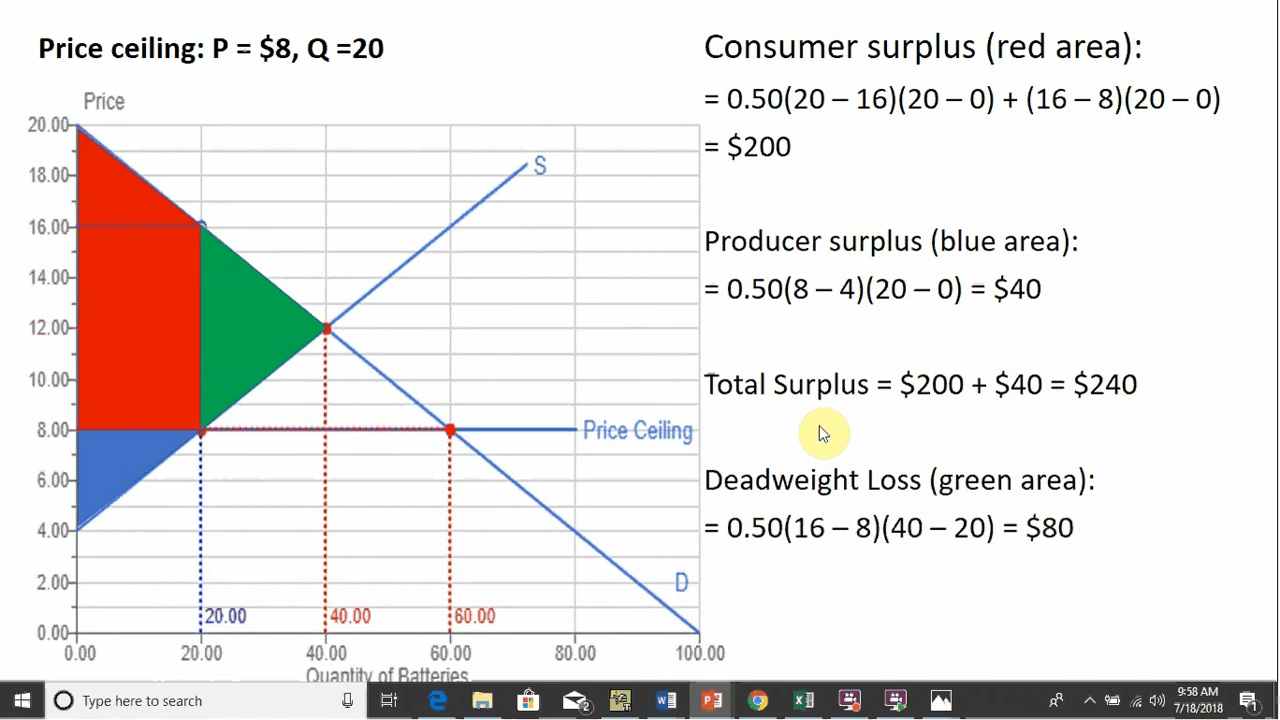 Price ceiling: P = $8, Q =20
Price
20.00
18.00
16.00
14.00
12.00
10.00
8.00
6.00
4.00
2.00
0.00
S
Price Ceiling
D
20.00
40.00
60.00
0.00
20.00
40.00
60.00
80.00
100.00
Quantity of Batteries
Consumer surplus (red area):
= 0.50(20 – 16)(20 – 0) + (16 – 8)(20 – 0)
= $200
Producer surplus (blue area):
= 0.50(8 – 4)(20 – 0) = $40
Total Surplus = $200 + $40 = $240
Deadweight Loss (green area):
= 0.50(16 – 8)(40 – 20) = $80
Type here to search
2
9:58 AM
7/18/2018
1